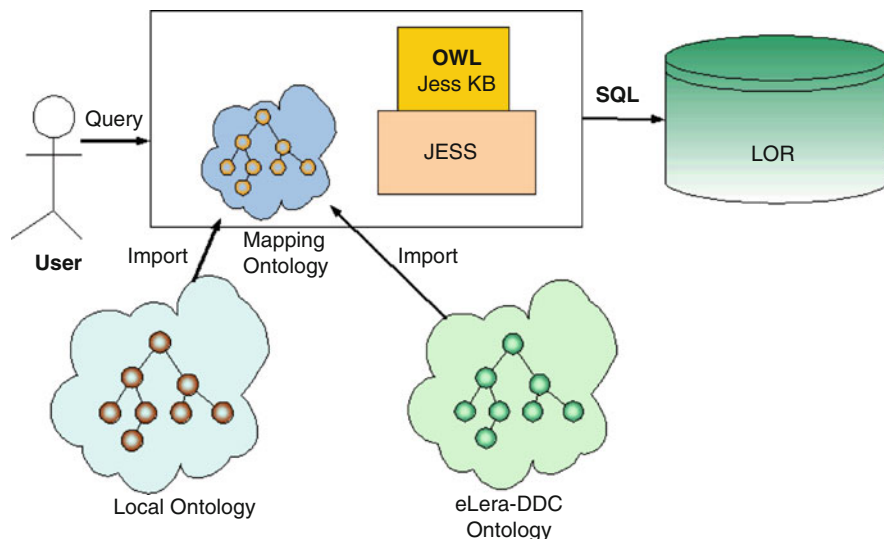 OWL
Jess KB
SQL
Query
JESS
LOR
User
Import
Mapping
Ontology
Import
Local Ontology
eLera-DDC
Ontology